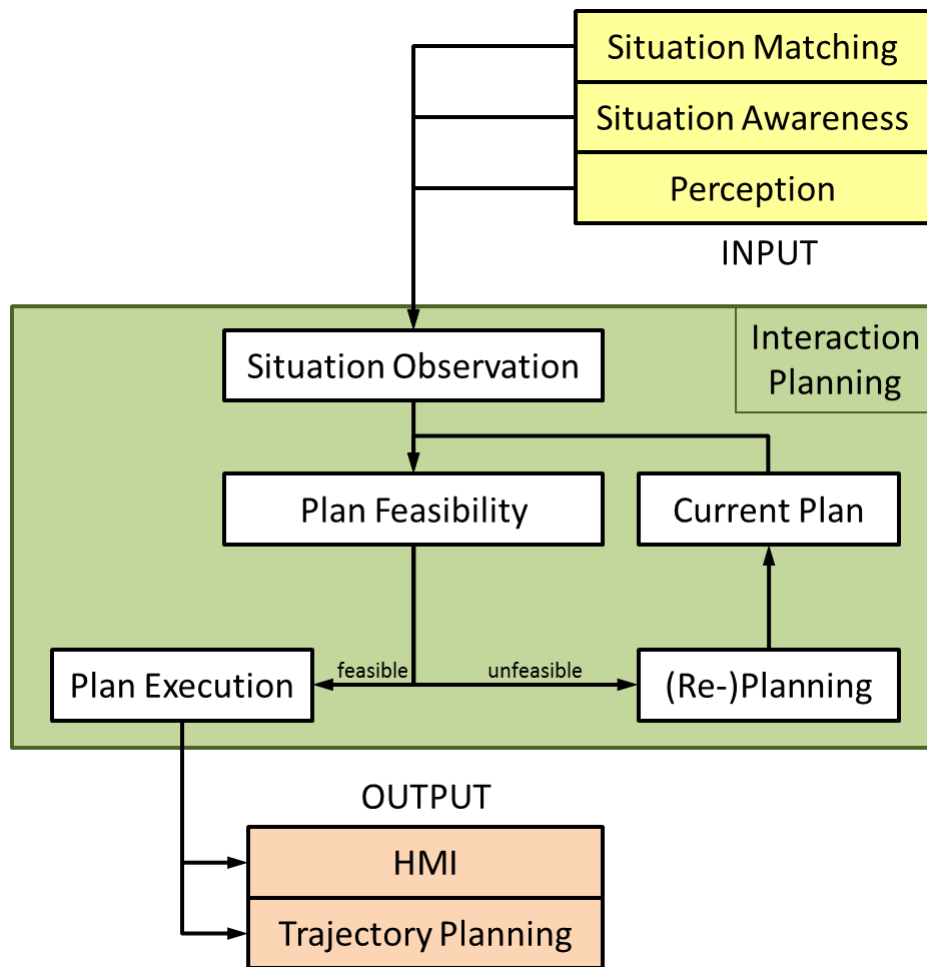 Situation Matching
Situation Awareness
Perception
INPUT
Interaction
Planning
Situation Observation
Plan Feasibility
Current Plan
feasible
unfeasible
Plan Execution
(Re-)Planning
OUTPUT
HMI
Trajectory Planning